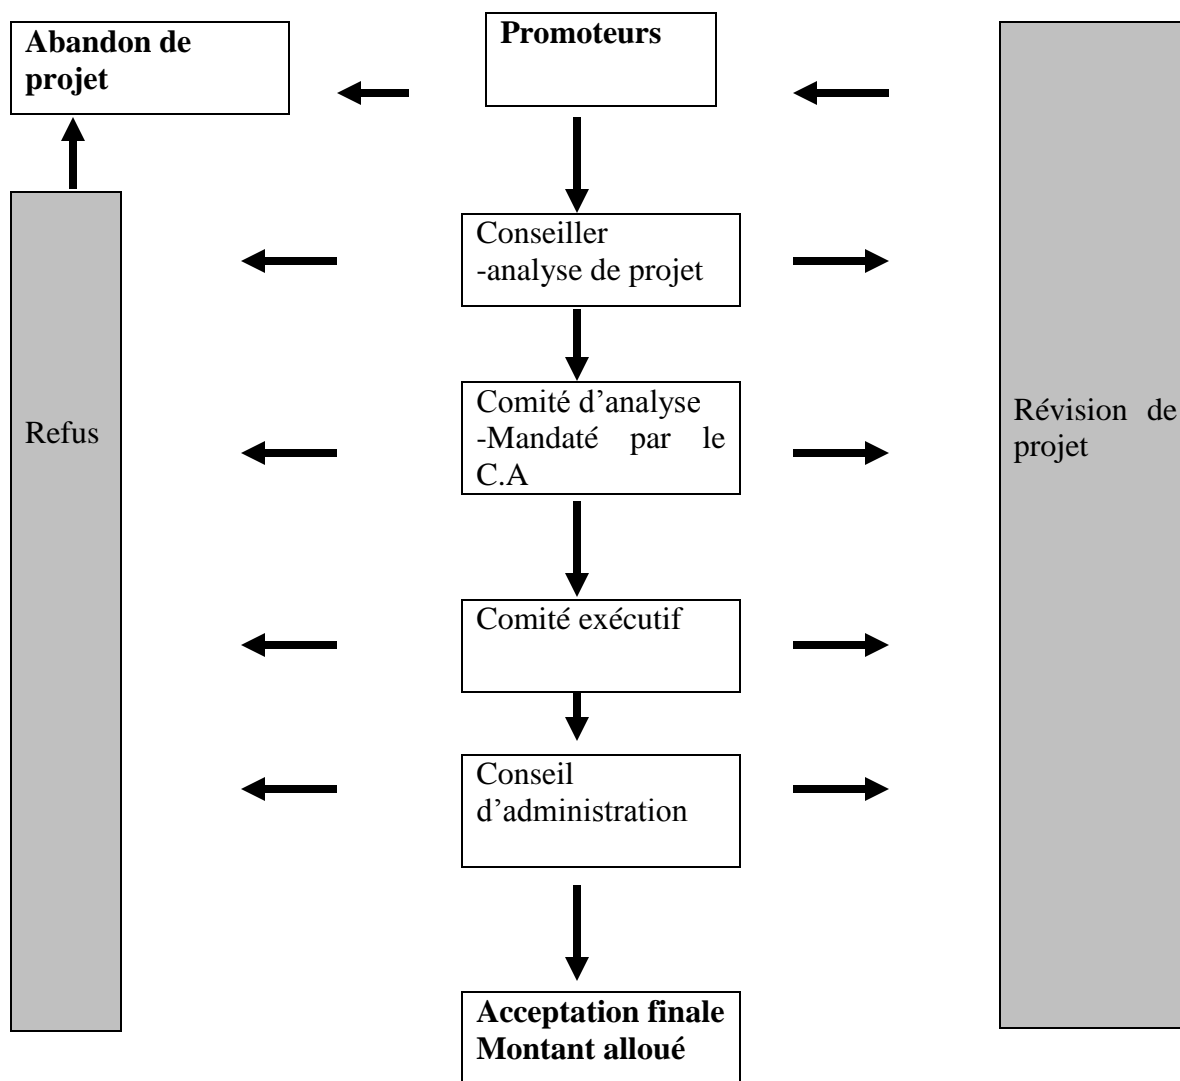 Abandon de
projet
Promoteurs
Conseiller
-analyse de projet
Comité d’analyse
-Mandaté par le
C.A
Refus
Révision de
projet
Comité exécutif
Conseil
d’administration
Acceptation finale
Montant alloué